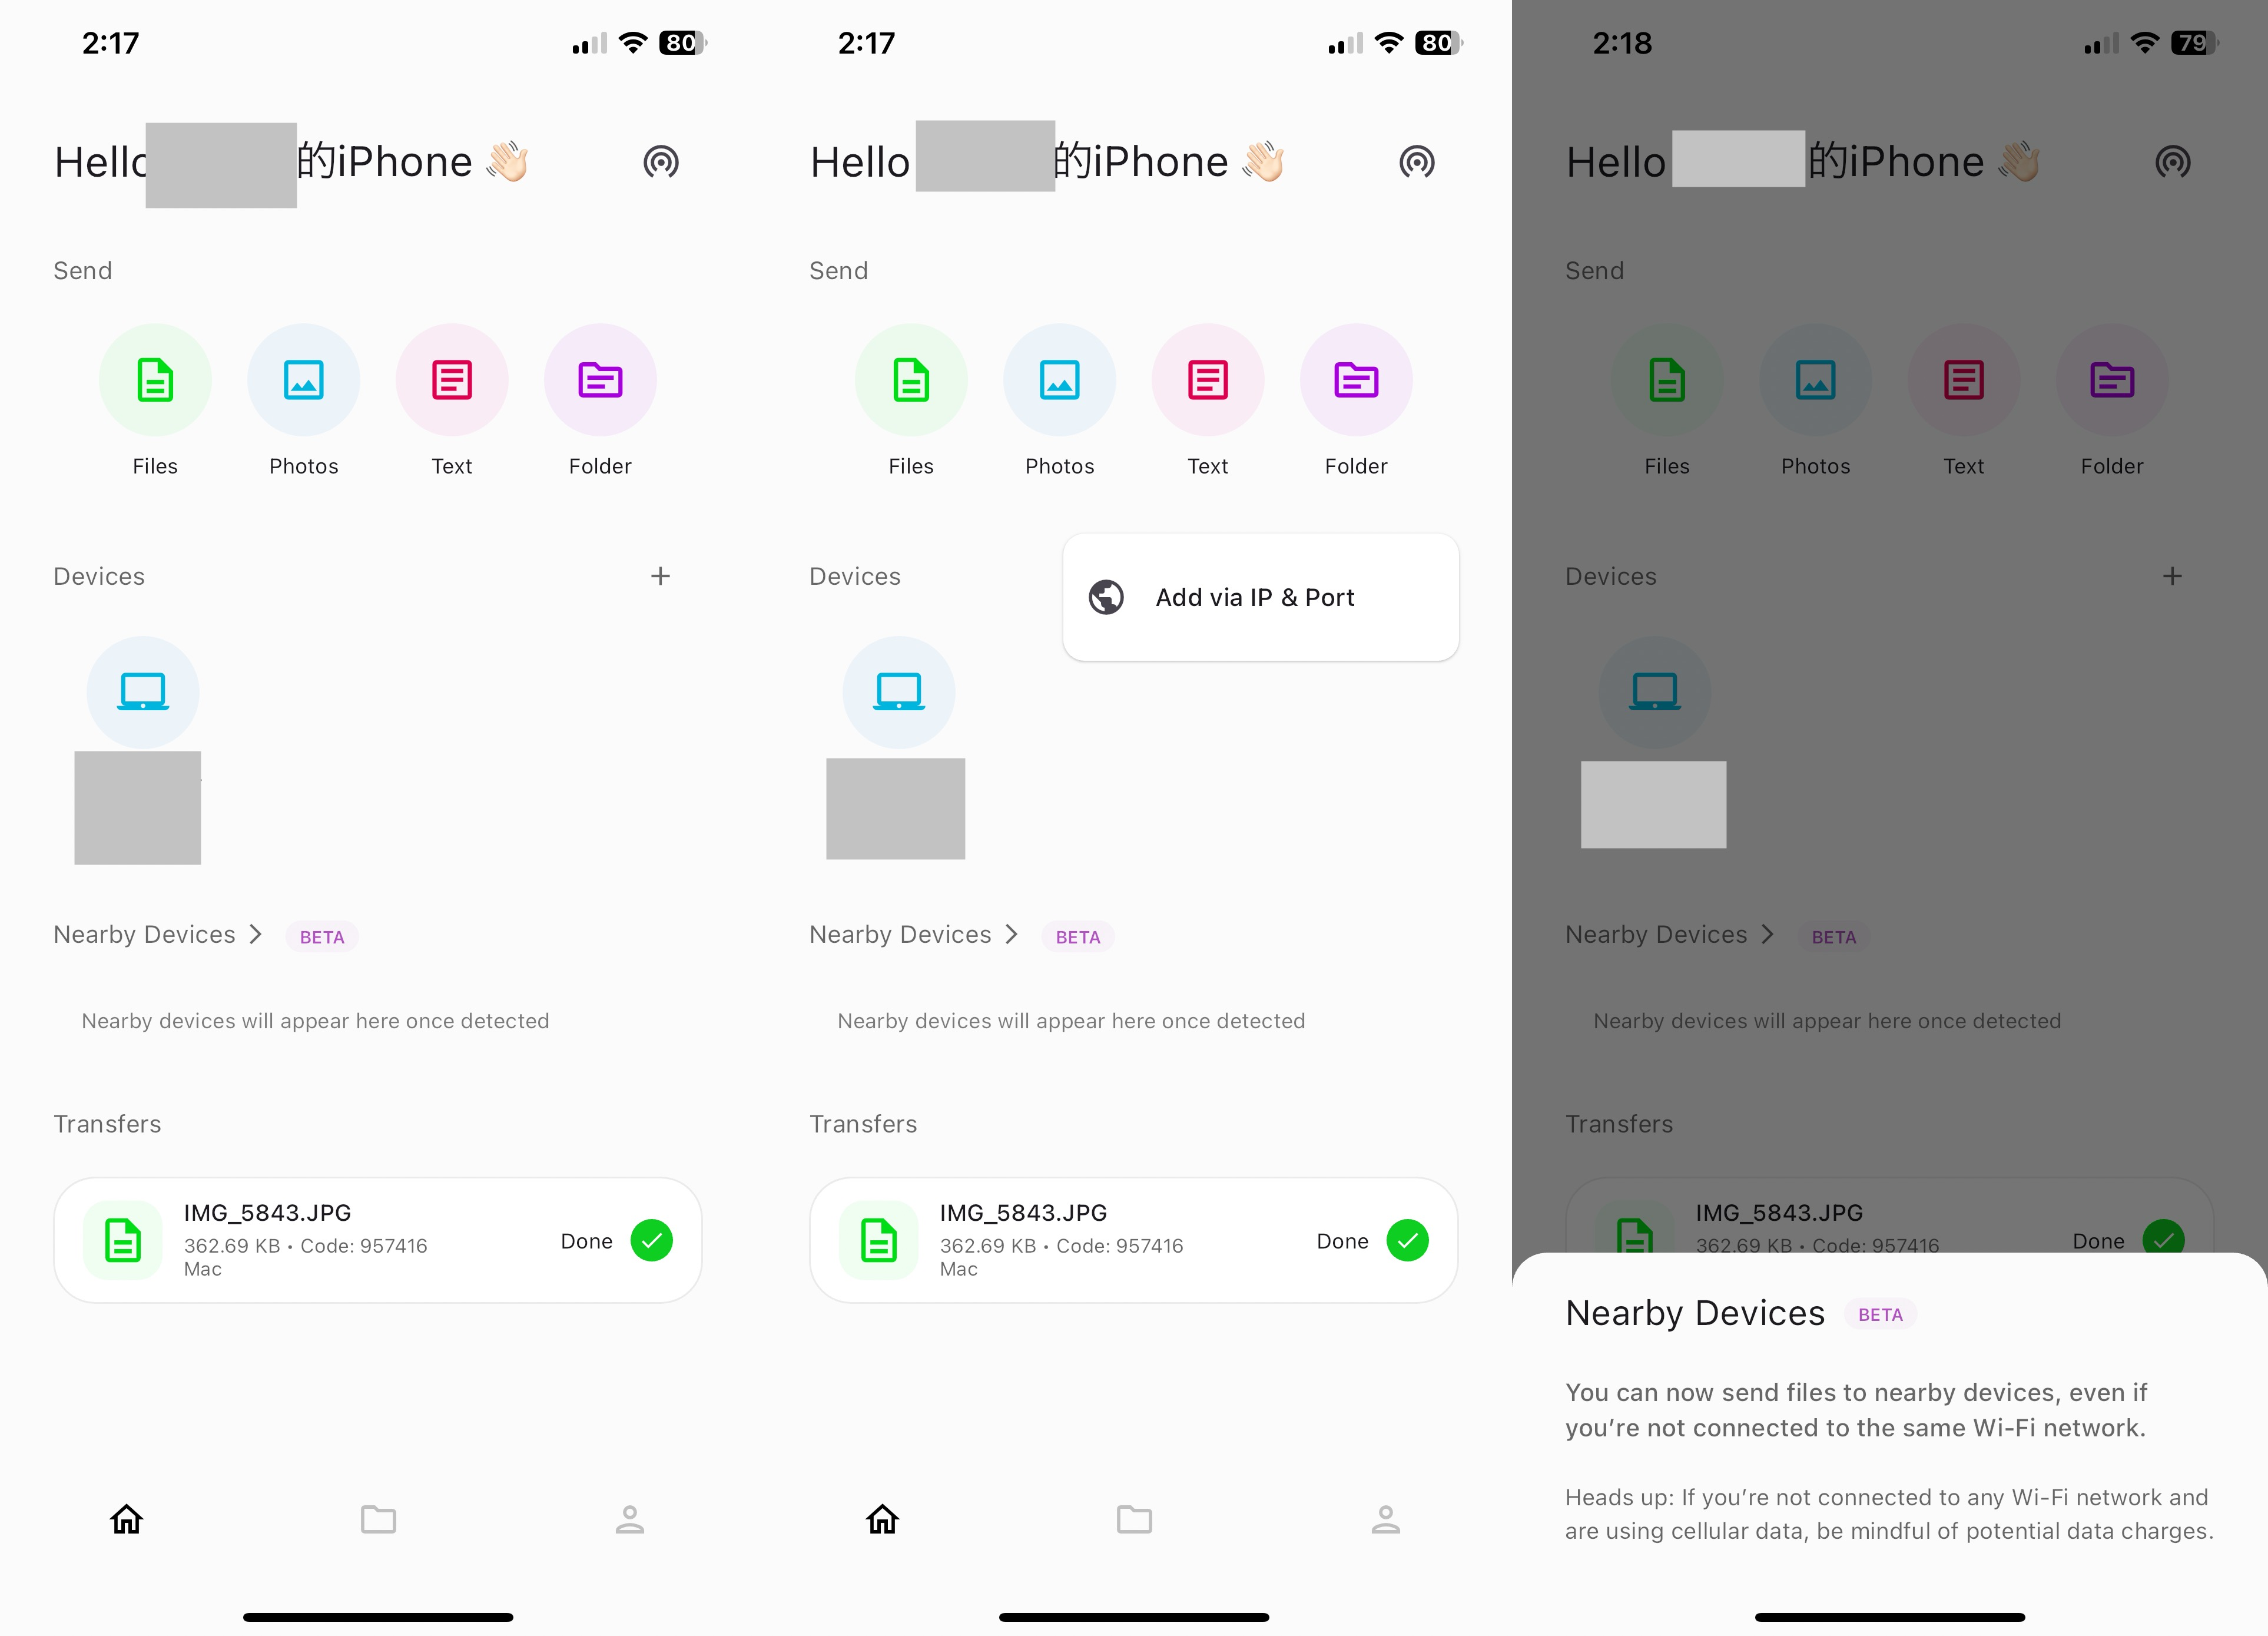 2:17
80
Hello
的iPhone 👋🏻
Send
Files
Photos
Text
Folder
Devices
Nearby Devices
BETA
Nearby devices will appear here once detected
Transfers
IMG_5843.JPG
362.69 KB • Code: 957416
Mac
Done
2:17
80
Hello
的iPhone 👋🏻
Send
Files
Photos
Text
Folder
Devices
Add via IP & Port
Nearby Devices
BETA
Nearby devices will appear here once detected
Transfers
IMG_5843.JPG
362.69 KB • Code: 957416
Mac
Done
2:18
79
Hello
的iPhone 👋🏻
Send
Files
Photos
Text
Folder
Devices
Nearby Devices
BETA
Nearby devices will appear here once detected
Transfers
IMG_5843.JPG
362.69 KB • Code: 957416
Done
Nearby Devices
BETA
You can now send files to nearby devices, even if
you’re not connected to the same Wi-Fi network.
Heads up: If you’re not connected to any Wi-Fi network and
are using cellular data, be mindful of potential data charges.